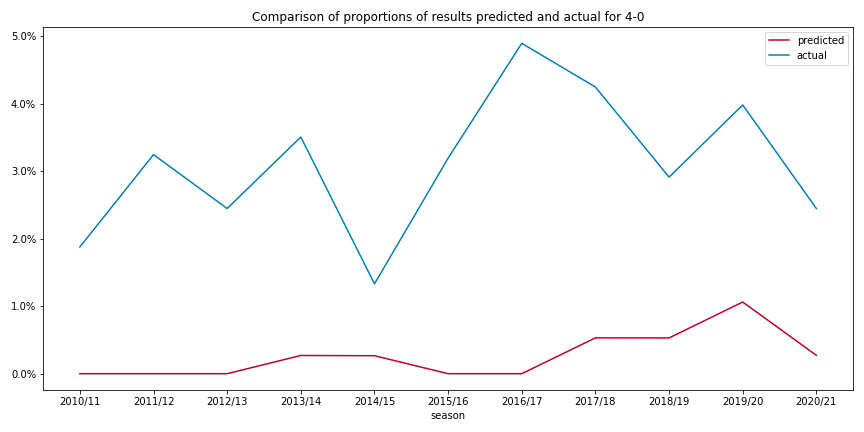 Comparison of proportions of results predicted and actual for 4-0
predicted
actual
5.0%
4.0%
3.0%
2.0%
1.0%
0.0%
2010/11 2011/12 2012/13 2013/14 2014/15 2015/16 2016/17 2017/18 2018/19 2019/20 2020/21
season